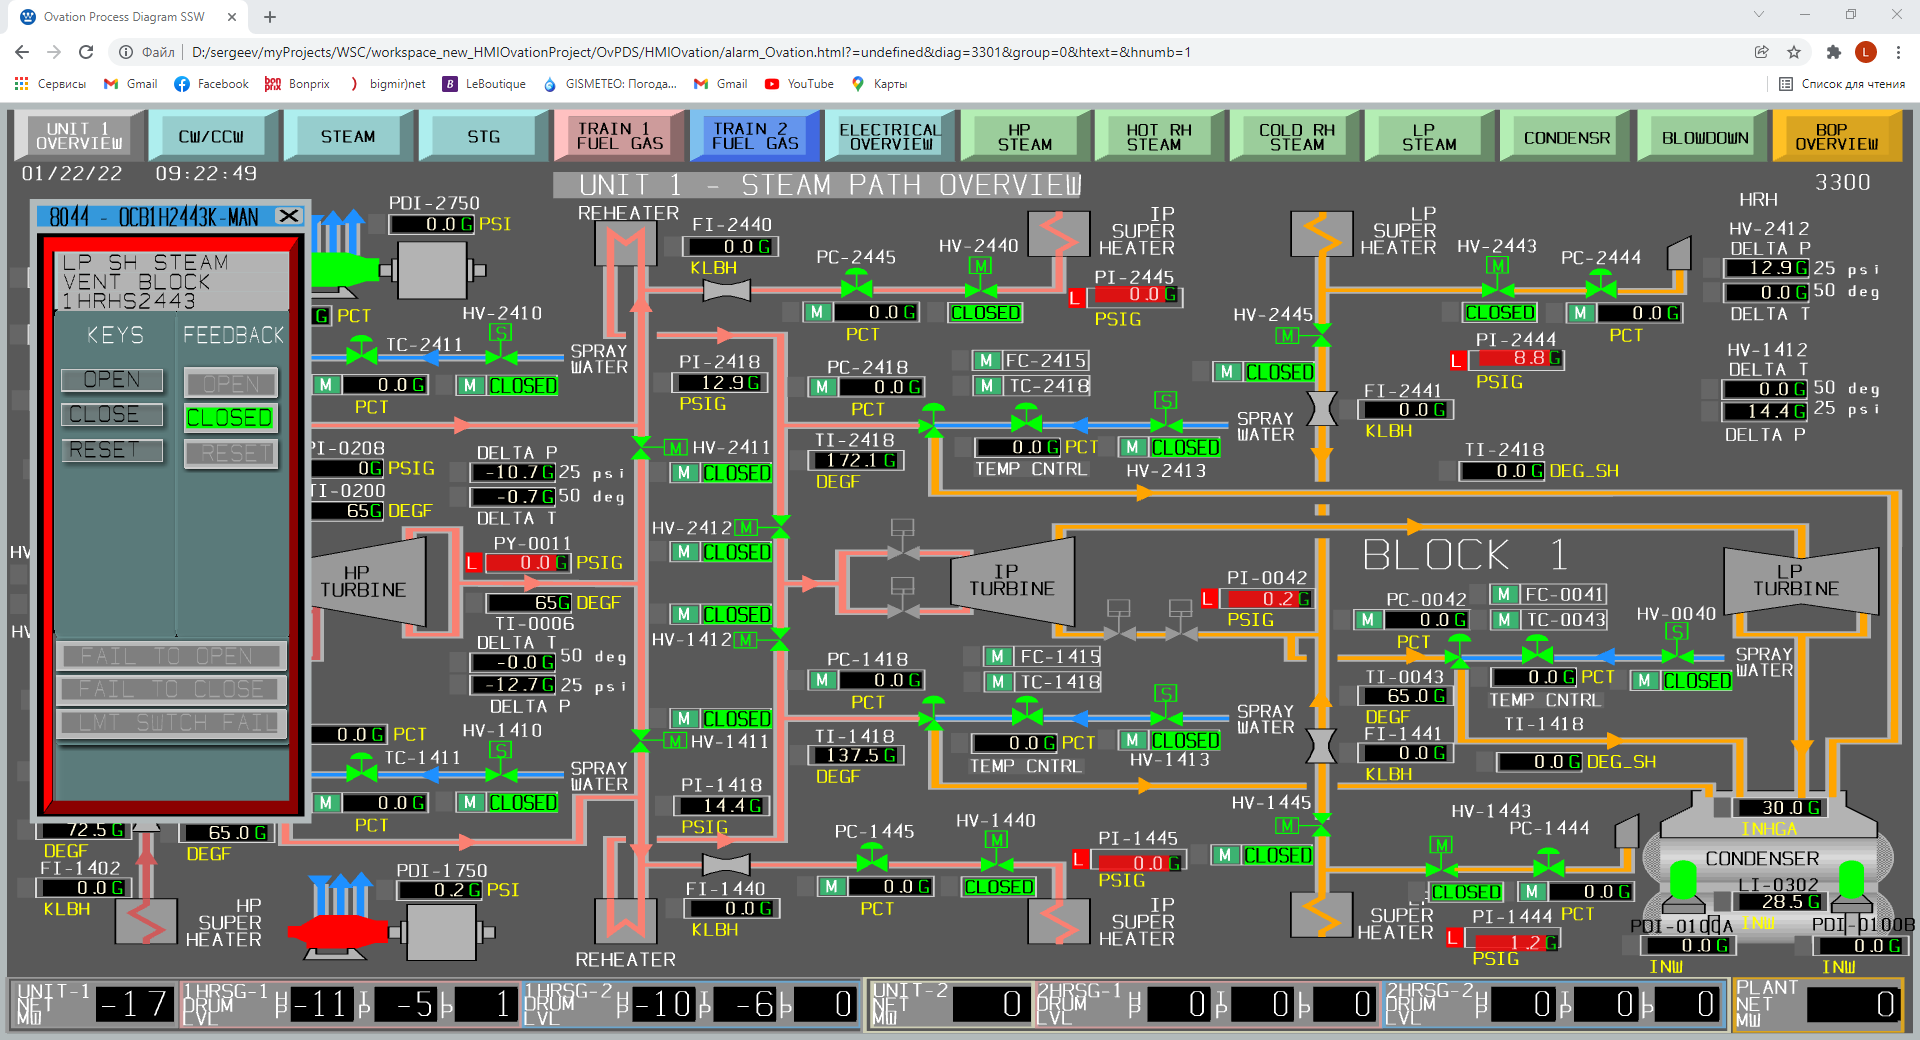 Ovation Process Diagram SSW
Файл
D:/sergeev/myProjects/WSC/workspace_new_HMIOvationProject/OvPDS/HMIOvation/alarm_Ovation.html?=undefined&diag=3301&group=0&htext=&hnumb=1
L
Сервисы
Gmail
Facebook
bon prix
Bonprix
bigmir)net
LeBoutique
GISMETEO: Погода...
Gmail
YouTube
Карты
Список для чтения
UNIT 1 OVERVIEW
CW/CCW
STEAM
STG
TRAIN 1 FUEL GAS
TRAIN 2 FUEL GAS
ELECTRICAL OVERVIEW
HP STEAM
HOT RH STEAM
COLD RH STEAM
LP STEAM
CONDENSR
BLOWDOWN
BOP OVERVIEW
01/22/22 09:22:49
UNIT 1 - STEAM PATH OVERVIEW
3300
8044 - OCB1H2443K-MAN
LP SH STEAM
VENT BLOCK
1HRHS2443
KEYS FEEDBACK
OPEN OPEN
CLOSE CLOSED
RESET RESET
FAIL TO OPEN
FAIL TO CLOSE
LMT SWTCH FAIL
PDI-2750
0.0 G PSI
G PCT
HV-2410
S
TC-2411
SPRAY WATER
M 0.0 G
PCT
M CLOSED
REHEATER
FI-2440
0.0 G
KLBH
PC-2445
M 0.0 G
PCT
HV-2440
M
CLOSED
IP SUPER HEATER
PI-2445
L 0.0 G
PSIG
LP SUPER HEATER
HV-2443
M
CLOSED
PC-2444
M 0.0 G
PCT
HRH
HV-2412
DELTA P
12.9 G 25 psi
0.0 G 50 deg
DELTA T
HV-2445
M
M CLOSED
PI-2444
L 8.8 G
PSIG
HV-1412
DELTA T
0.0 G 50 deg
14.4 G 25 psi
DELTA P
PI-2418
12.9 G
PSIG
PC-2418
M 0.0 G
PCT
M FC-2415
M TC-2418
S
SPRAY WATER
0.0 G PCT
TEMP CNTRL
M CLOSED
HV-2413
FI-2441
0.0 G
KLBH
TI-2418
172.1 G
DEGF
TI-2418
0.0 G DEG_SH
PI-0208
0 G PSIG
TI-0200
65 G DEGF
DELTA P
-10.7 G 25 psi
-0.7 G 50 deg
DELTA T
M HV-2411
M CLOSED
HV-2412 M
M CLOSED
HV
PY-0011
L 0.0 G PSIG
HP TURBINE
65 G DEGF
TI-0006
DELTA T
-0.0 G 50 deg
-12.7 G 25 psi
DELTA P
HV
M CLOSED
HV-1412 M
IP TURBINE
BLOCK 1
LP TURBINE
PI-0042
L 0.2 G
PSIG
PC-0042
M 0.0 G
PCT
M FC-0041
M TC-0043
HV-0040
S
SPRAY WATER
0.0 G PCT
TEMP CNTRL
M CLOSED
TI-0043
65.0 G
DEGF
PC-1418
M 0.0 G
PCT
M FC-1415
M TC-1418
S
SPRAY WATER
0.0 G PCT
TEMP CNTRL
M CLOSED
HV-1413
TI-1418
137.5 G
DEGF
TI-1418
0.0 G DEG_SH
FI-1441
0.0 G
KLBH
M CLOSED
M HV-1411
0.0 G PCT
HV-1410
S
TC-1411
SPRAY WATER
M 0.0 G
PCT
M CLOSED
PI-1418
14.4 G
PSIG
HV-1445
M
M CLOSED
HV-1443
M
CLOSED
PC-1444
M 0.0 G
PCT
30.0 G
INHGA
CONDENSER
LI-0302
28.5 G
INW
PDI-0100A
0.0 G
INW
PDI-0100B
0.0 G
INW
72.5 G
DEGF
65.0 G
DEGF
FI-1402
0.0 G
KLBH
HP SUPER HEATER
PDI-1750
0.2 G PSI
REHEATER
FI-1440
0.0 G
KLBH
PC-1445
M 0.0 G
PCT
HV-1440
M
CLOSED
PI-1445
L 0.0 G
PSIG
IP SUPER HEATER
SUPER HEATER
PI-1444
L 1.2 G
PSIG
UNIT-1 NET MW -17
1HRSG-1 DRUM LVL HP -11 IP -5 LP 1
1HRSG-2 DRUM LVL HP -10 IP -6 LP 0
UNIT-2 NET MW 0
2HRSG-1 DRUM LVL HP 0 IP 0 LP 0
2HRSG-2 DRUM LVL HP 0 IP 0 LP 0
PLANT NET MW 0